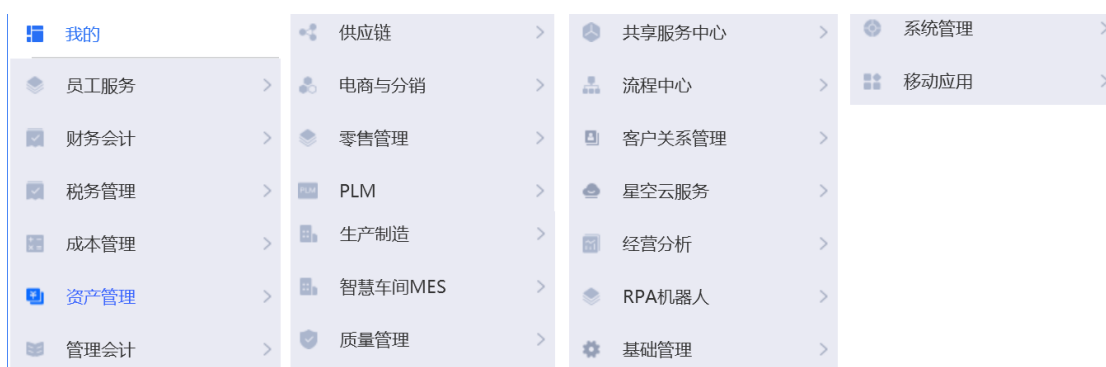 我的
员工服务
财务会计
税务管理
成本管理
资产管理
管理会计
供应链
电商与分销
零售管理
PLM
PLM
生产制造
智慧车间MES
质量管理
共享服务中心
流程中心
客户关系管理
星空云服务
经营分析
RPA机器人
基础管理
系统管理
移动应用